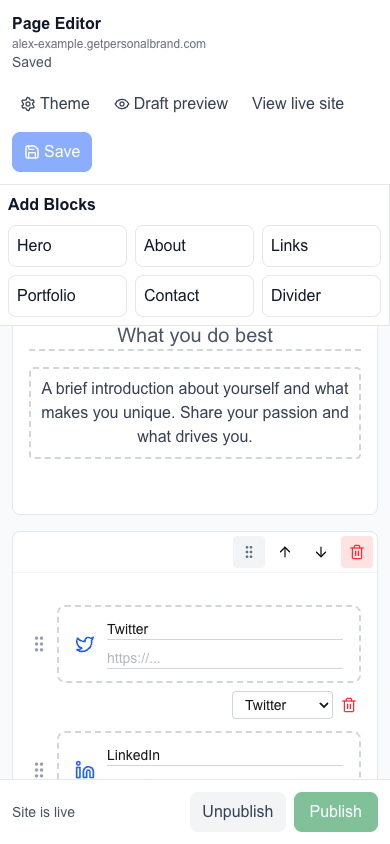 Page Editor
alex-example.getpersonalbrand.com
Saved
Theme
Draft preview
View live site
Save
Add Blocks
Hero
About
Links
Portfolio
Contact
Divider
What you do best
A brief introduction about yourself and what
makes you unique. Share your passion and
what drives you.
Twitter
https://...
Twitter
LinkedIn
Site is live
Unpublish
Publish